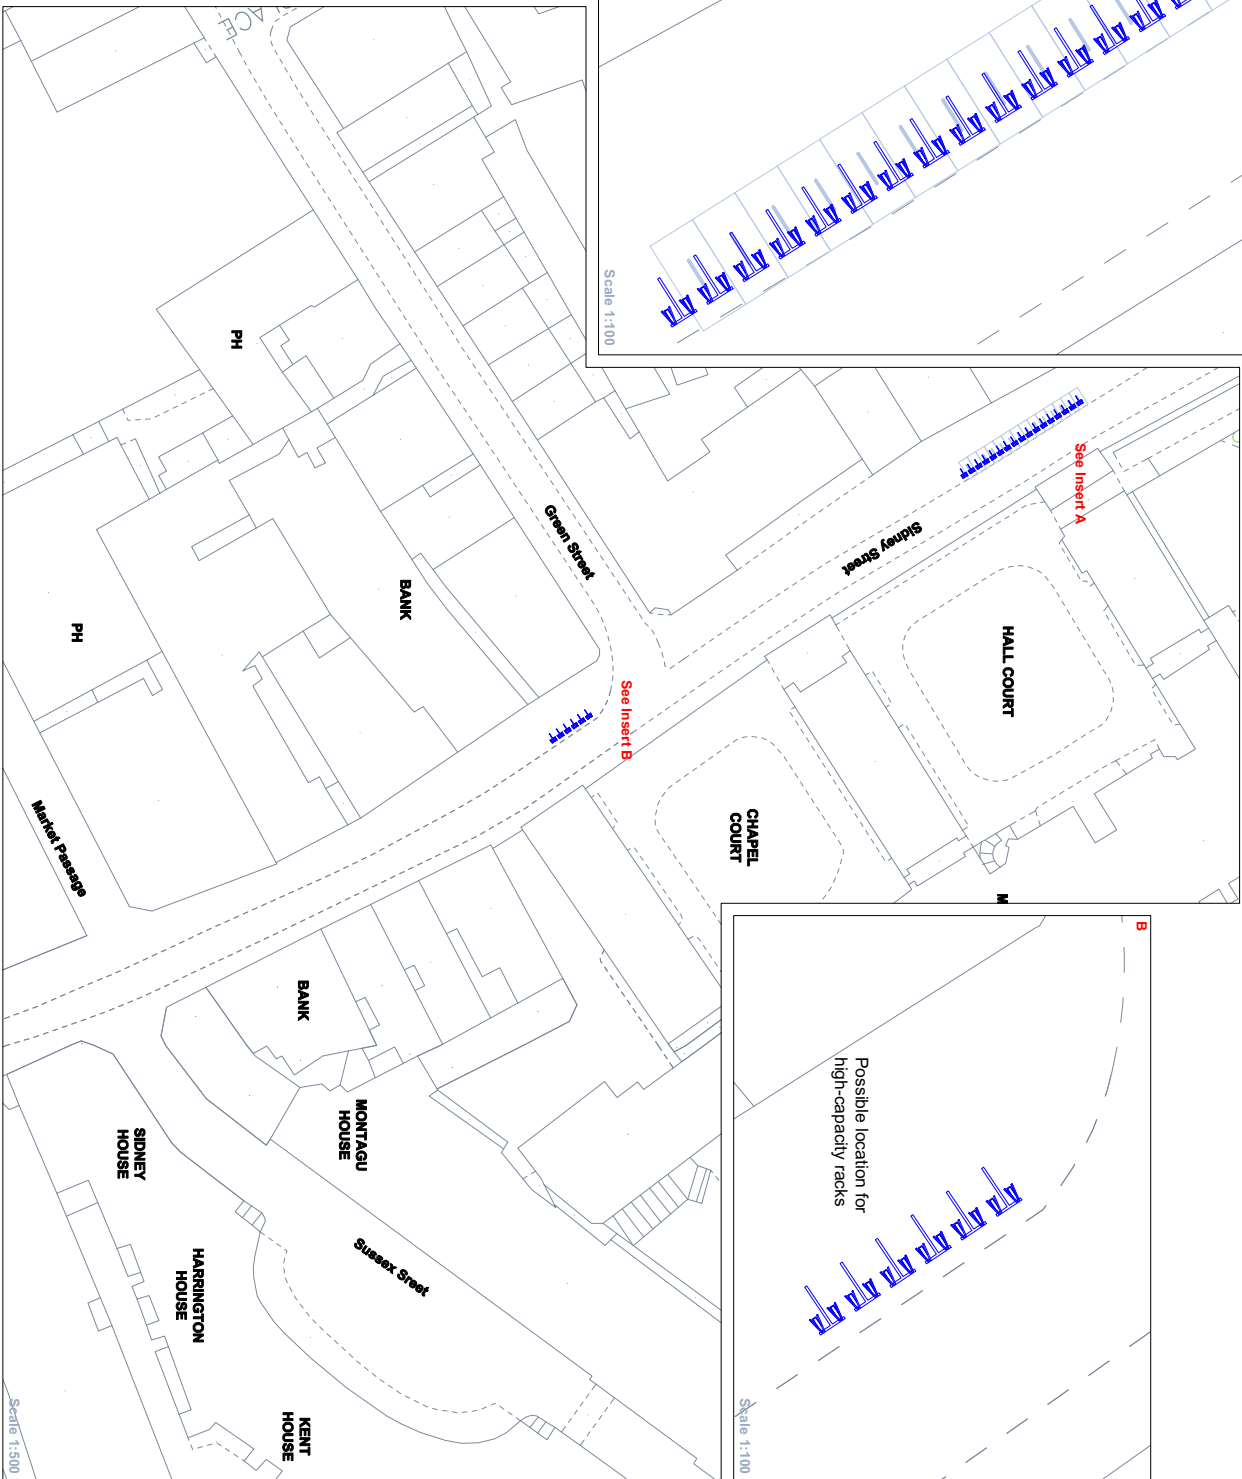 PLACE
Scale 1:100
See Insert A
Sidney Street
Green Street
HALL COURT
PH
BANK
PH
See Insert B
CHAPEL
COURT
Market Passage
M
B
BANK
Possible location for
high-capacity racks
MONTAGU
HOUSE
SIDNEY
HOUSE
Sussex Sreet
HARRINGTON
HOUSE
KENT
HOUSE
Scale 1:100
Scale 1:500